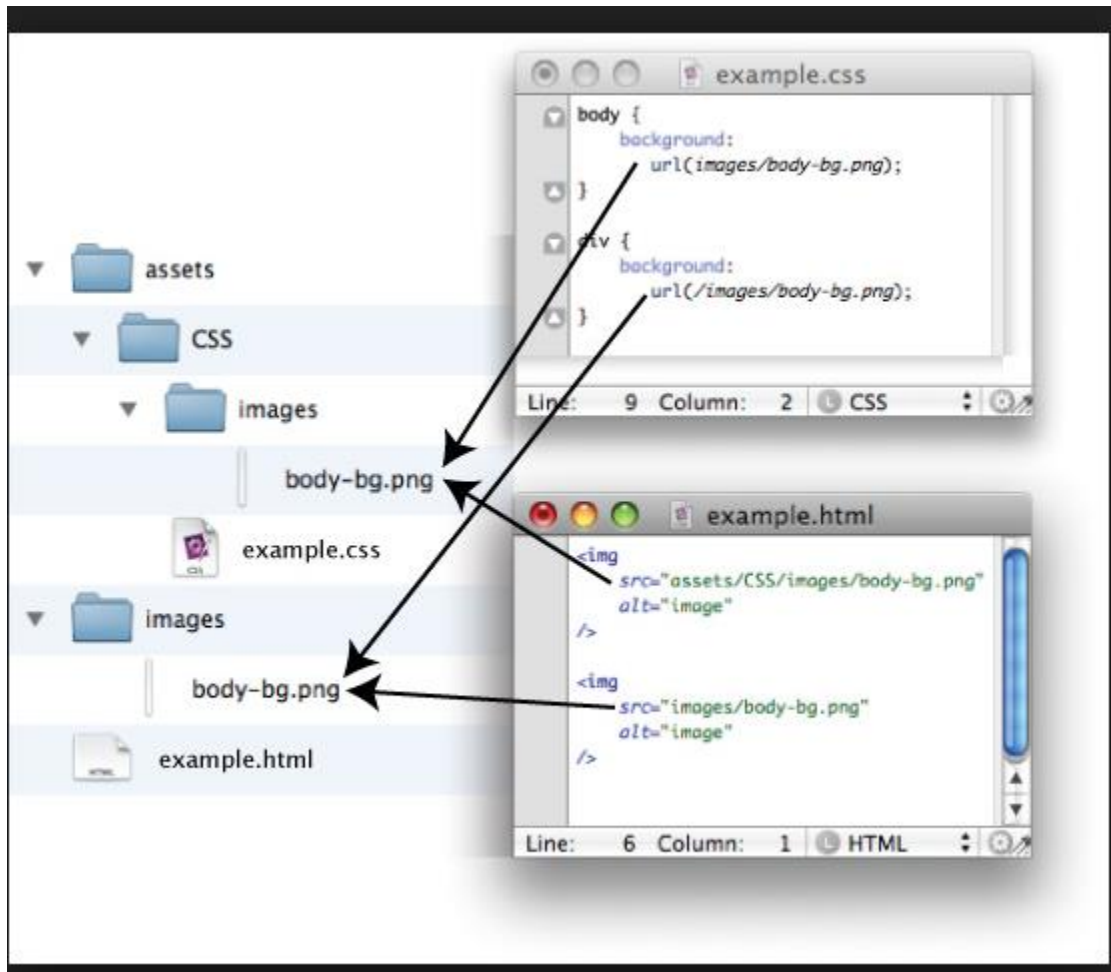 example.css
body {
background:
url(images/body-bg.png);
}
div {
background:
url(/images/body-bg.png);
}
Line: 9 Column: 2 L CSS
assets
CSS
images
body-bg.png
example.css
images
body-bg.png
HTML
example.html
example.html
<img
src="assets/CSS/images/body-bg.png"
alt="image"
/>
<img
src="images/body-bg.png"
alt="image"
/>
Line: 6 Column: 1 L HTML